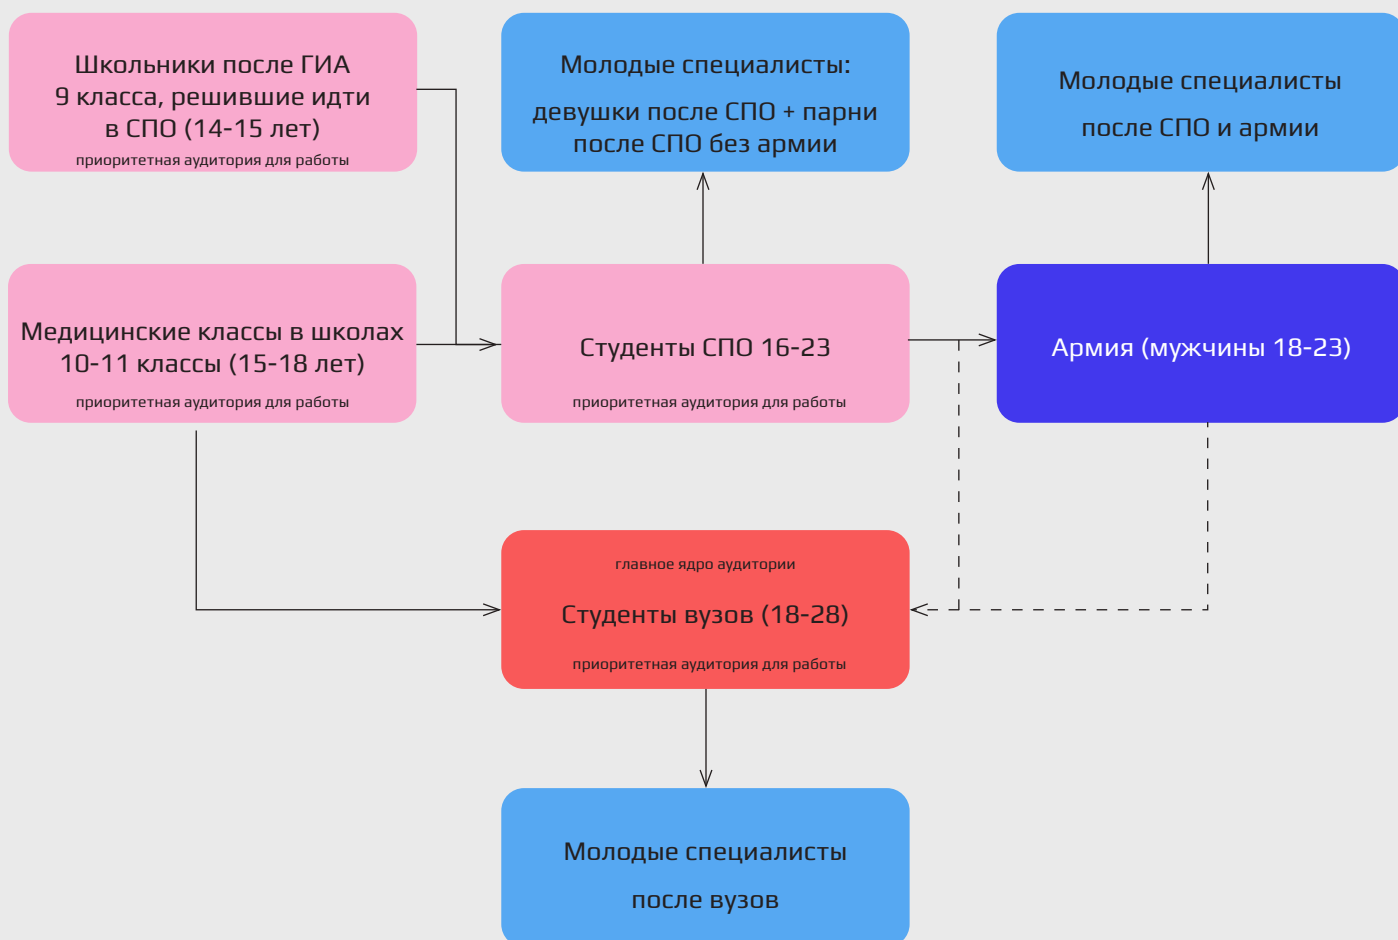 Школьники после ГИА
9 класса, решившие идти
в СПО (14-15 лет)
приоритетная аудитория для работы
Молодые специалисты:
девушки после СПО + парни
после СПО без армии
Молодые специалисты
после СПО и армии
Медицинские классы в школах
10-11 классы (15-18 лет)
приоритетная аудитория для работы
Студенты СПО 16-23
приоритетная аудитория для работы
Армия (мужчины 18-23)
главное ядро аудитории
Студенты вузов (18-28)
приоритетная аудитория для работы
Молодые специалисты
после вузов